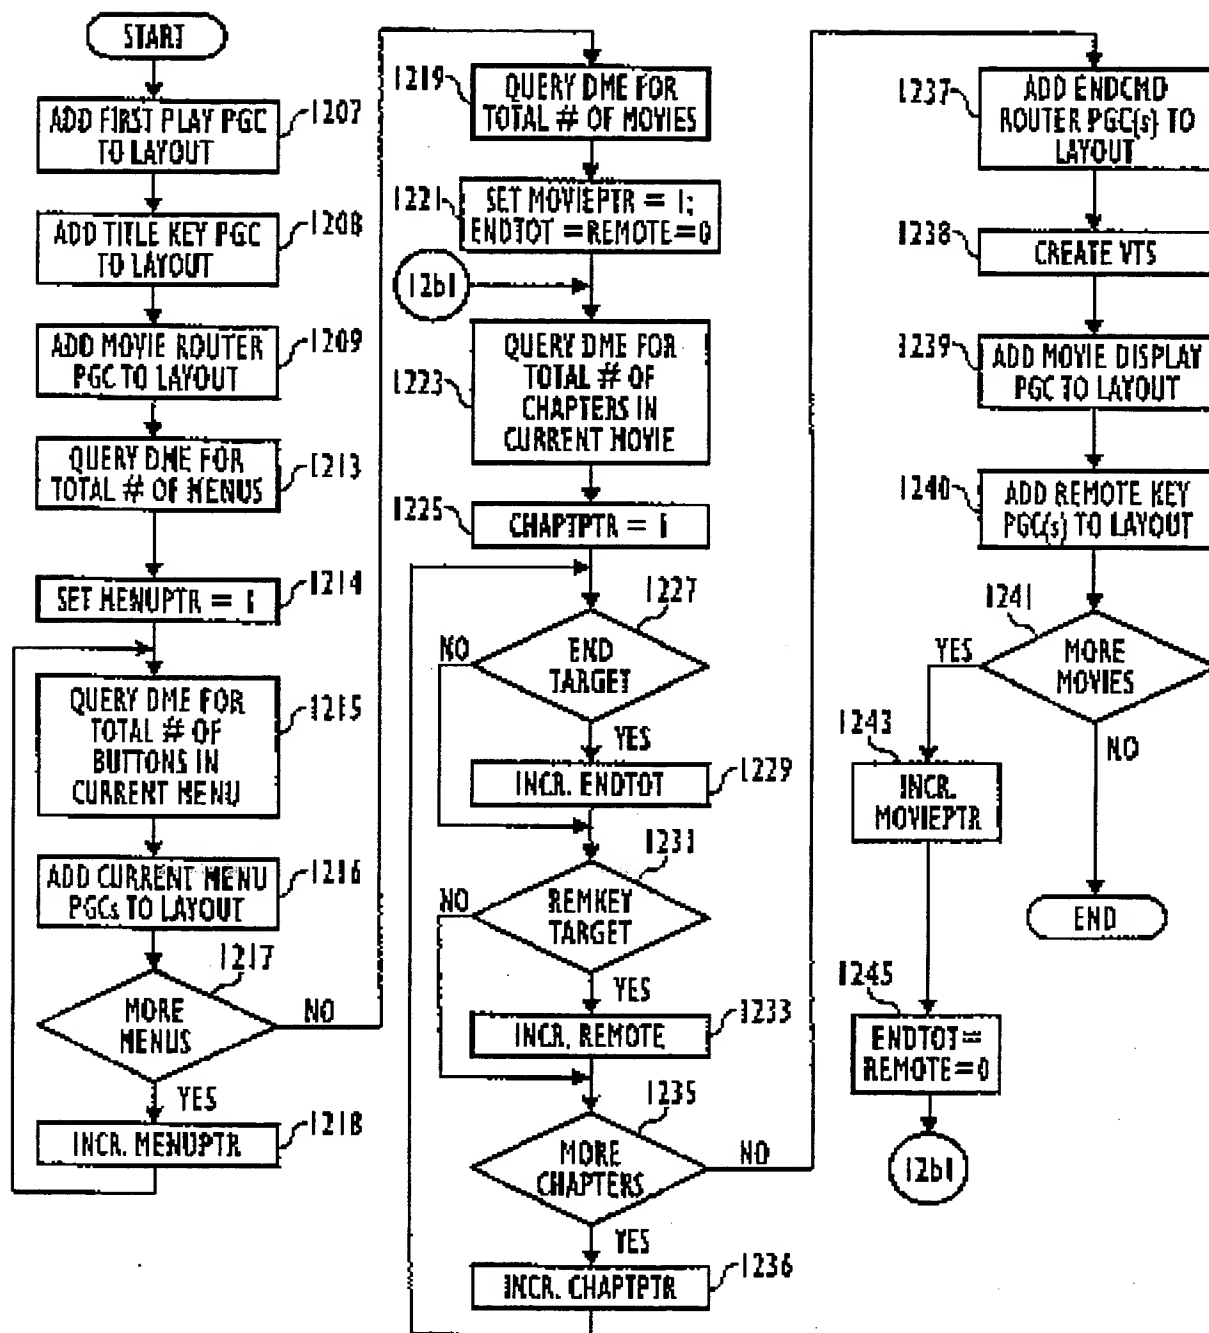 START
ADD FIRST PLAY PGC
TO LAYOUT
1207
ADD TITLE KEY PGC
TO LAYOUT
1208
ADD MOVIE ROUTER
PGC TO LAYOUT
1209
QUERY DME FOR
TOTAL # OF MENUS
1213
SET MENUPTR = 1
1214
QUERY DME FOR
TOTAL # OF
BUTTONS IN
CURRENT MENU
1215
ADD CURRENT MENU
PGCs TO LAYOUT
1216
1217
MORE
MENUS
NO
YES
INCR. MENUPTR
1218
1219
QUERY DME FOR
TOTAL # OF MOVIES
1221
SET MOVIEPTR = 1;
ENDTOT =REMOTE=0
12b1
1223
QUERY DME FOR
TOTAL # OF
CHAPTERS IN
CURRENT MOVIE
1225
CHAPTPTR = 1
1227
NO
END
TARGET
YES
INCR. ENDTOT
1229
1231
NO
REMKEY
TARGET
YES
INCR. REMOTE
1233
1235
MORE
CHAPTERS
NO
YES
INCR. CHAPTPTR
1236
1237
ADD ENDCMD
ROUTER PGC(s) TO
LAYOUT
1238
CREATE VTS
1239
ADD MOVIE DISPLAY
PGC TO LAYOUT
1240
ADD REMOTE KEY
PGC(s) TO LAYOUT
1241
YES
MORE
MOVIES
NO
1243
INCR.
MOVIEPTR
END
1245
ENDTOT=
REMOTE=0
12b1